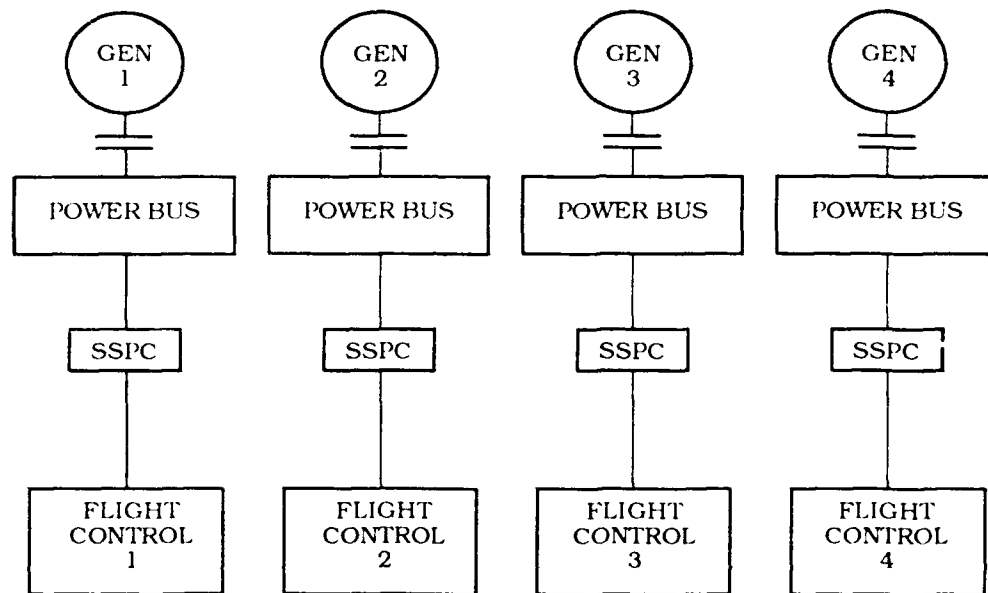 GEN
1
GEN
2
GEN
3
GEN
4
POWER BUS
POWER BUS
POWER BUS
POWER BUS
SSPC
SSPC
SSPC
SSPC
FLIGHT
CONTROL
1
FLIGHT
CONTROL
2
FLIGHT
CONTROL
3
FLIGHT
CONTROL
4